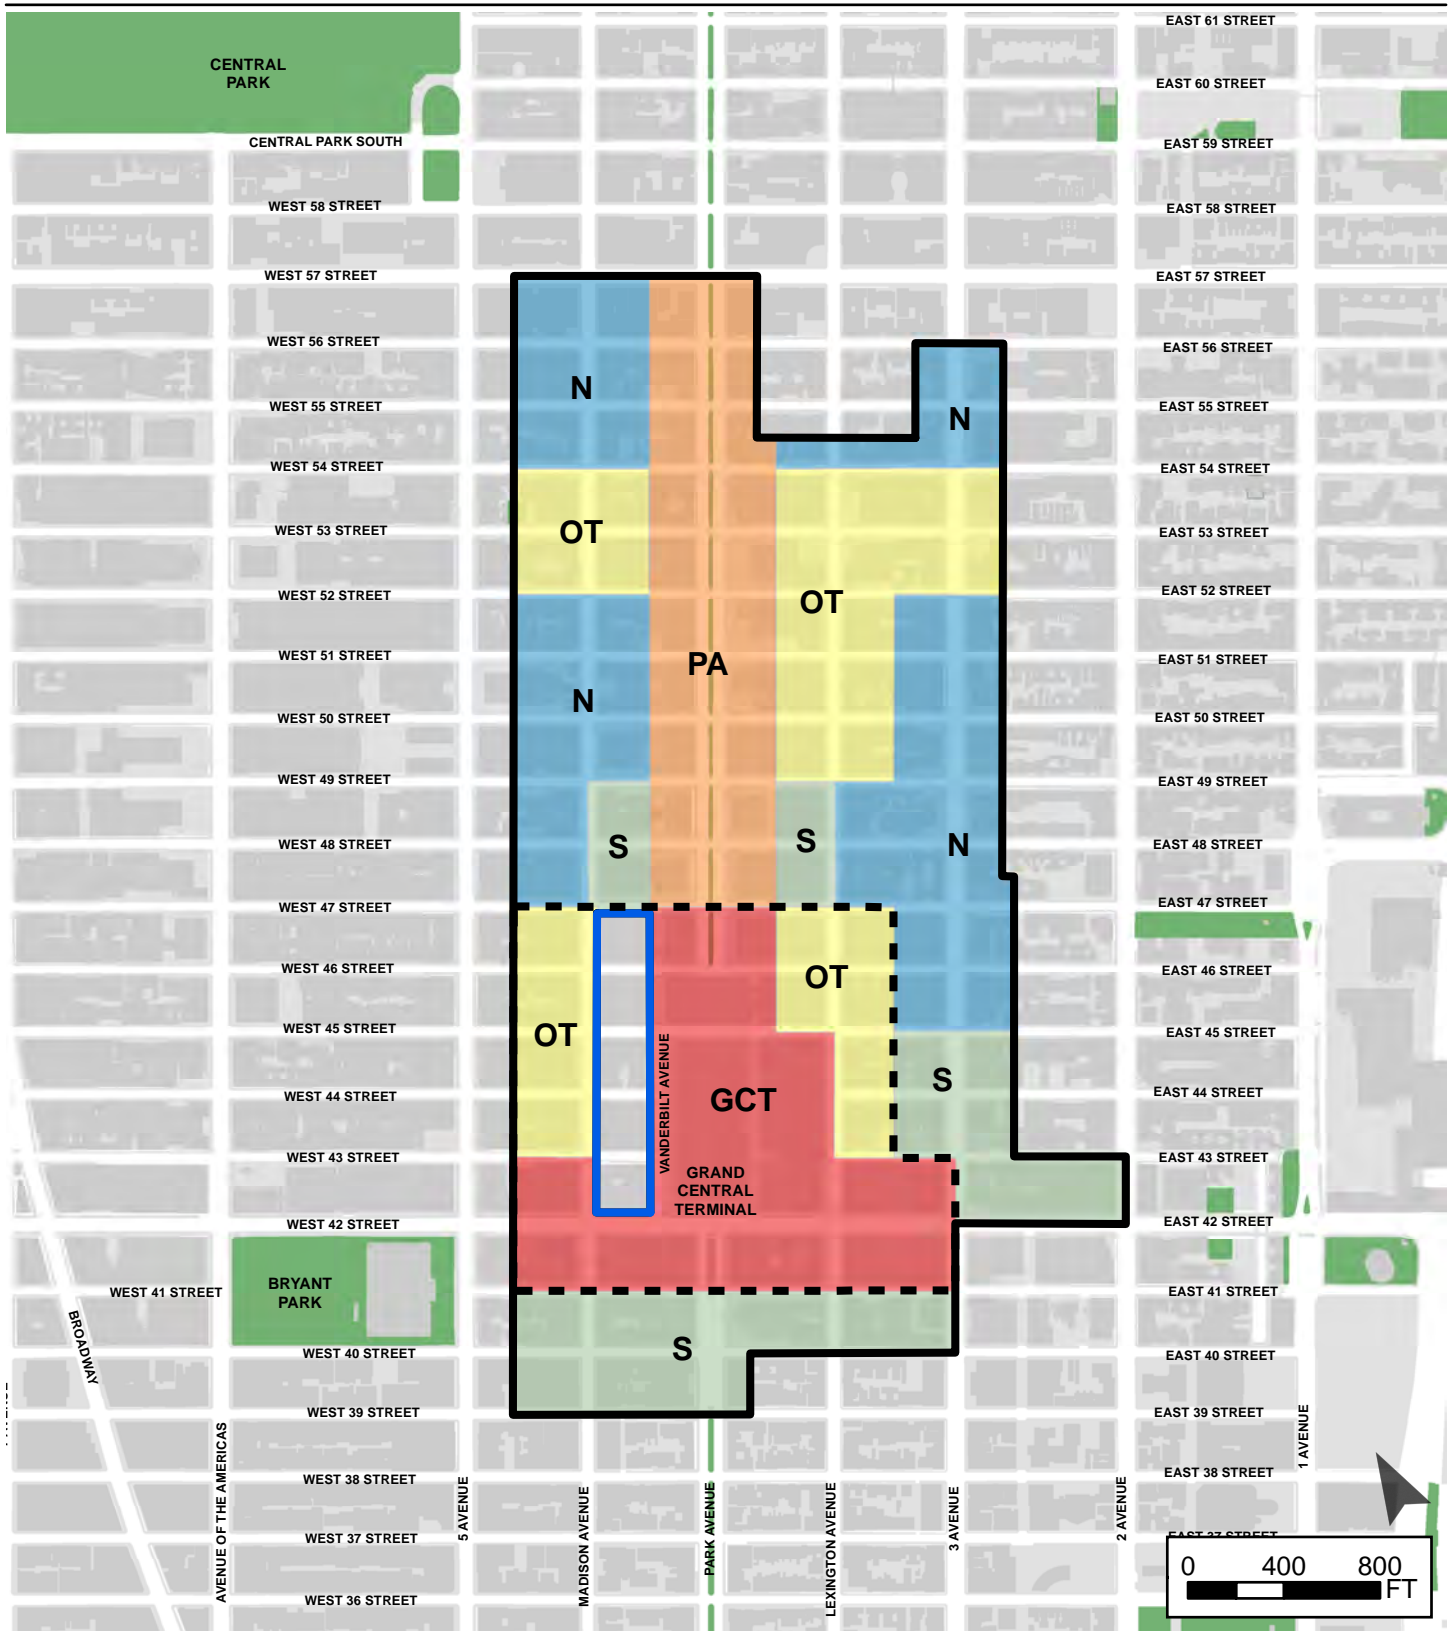 EAST 61 STREET
CENTRAL
PARK
EAST 60 STREET
CENTRAL PARK SOUTH
EAST 59 STREET
WEST 58 STREET
EAST 58 STREET
WEST 57 STREET
EAST 57 STREET
WEST 56 STREET
EAST 56 STREET
N
WEST 55 STREET
EAST 55 STREET
N
WEST 54 STREET
EAST 54 STREET
OT
WEST 53 STREET
EAST 53 STREET
WEST 52 STREET
EAST 52 STREET
OT
WEST 51 STREET
EAST 51 STREET
PA
N
WEST 50 STREET
EAST 50 STREET
WEST 49 STREET
EAST 49 STREET
S
S
N
WEST 48 STREET
EAST 48 STREET
WEST 47 STREET
EAST 47 STREET
WEST 46 STREET
EAST 46 STREET
OT
WEST 45 STREET
EAST 45 STREET
OT
VANDERBILT AVENUE
S
WEST 44 STREET
EAST 44 STREET
GCT
WEST 43 STREET
EAST 43 STREET
GRAND
CENTRAL
TERMINAL
WEST 42 STREET
EAST 42 STREET
WEST 41 STREET
BRYANT
PARK
EAST 41 STREET
BROADWAY
S
WEST 40 STREET
EAST 40 STREET
WEST 39 STREET
EAST 39 STREET
AVENUE OF THE AMERICAS
5 AVENUE
MADISON AVENUE
PARK AVENUE
LEXINGTON AVENUE
3 AVENUE
2 AVENUE
1 AVENUE
WEST 38 STREET
EAST 38 STREET
WEST 37 STREET
EAST 37 STREET
WEST 36 STREET
0 400 800
FT